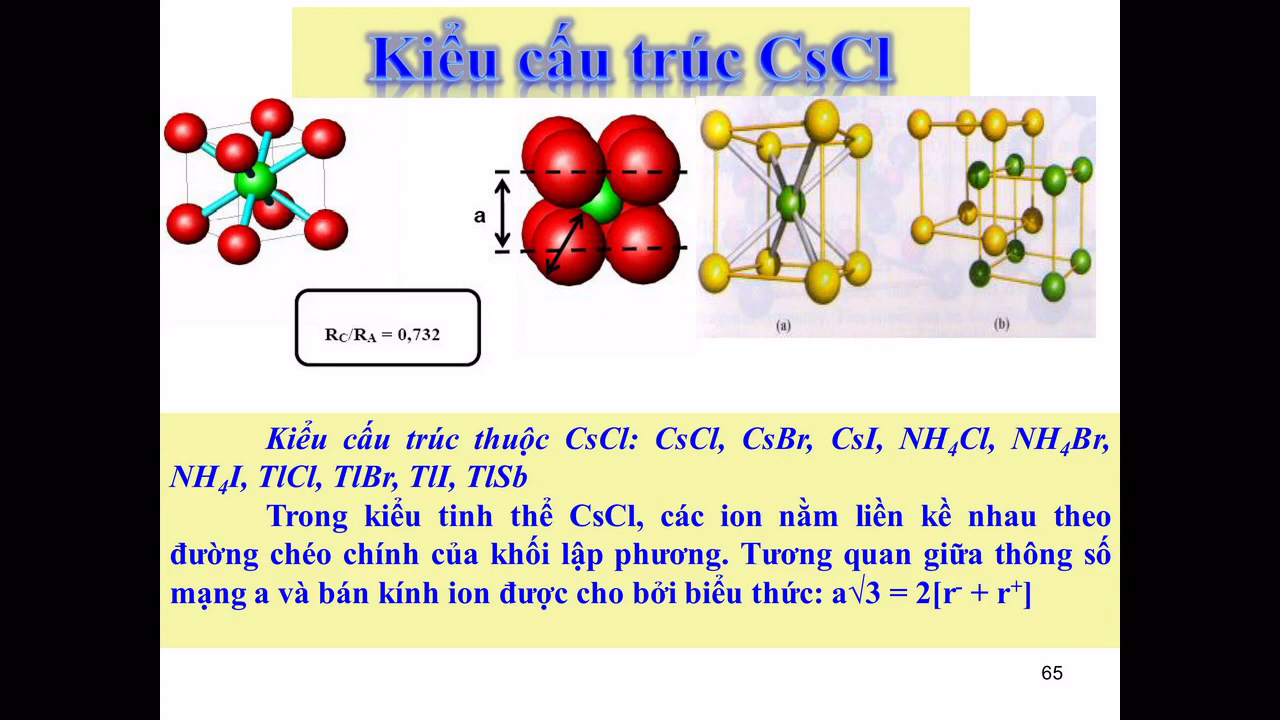 Kiểu cấu trúc CsCl
a
R_C/R_A = 0,732
(a)
(b)
Kiểu cấu trúc thuộc CsCl: CsCl, CsBr, CsI, NH₄Cl, NH₄Br,
NH₄I, TlCl, TlBr, TlI, TlSb
Trong kiểu tinh thể CsCl, các ion nằm liền kề nhau theo
đường chéo chính của khối lập phương. Tương quan giữa thông số
mạng a và bán kính ion được cho bởi biểu thức: a√3 = 2[r⁻ + r⁺]
65